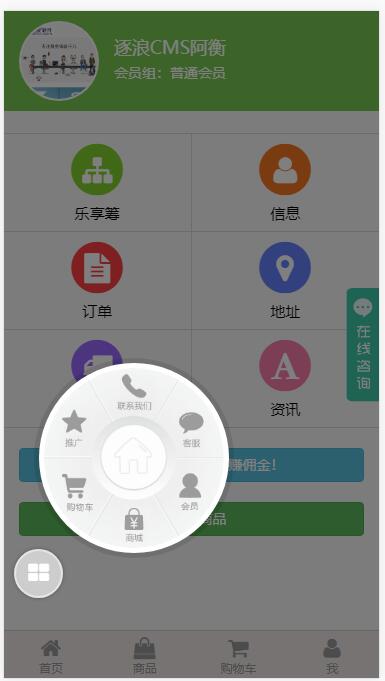 逐浪CMS阿衡
会员组：普通会员
乐享筹
信息
订单
地址
在线咨询
资讯
赚佣金!
商品
联系我们
推广
客服
购物车
会员
商城
首页
商品
购物车
我